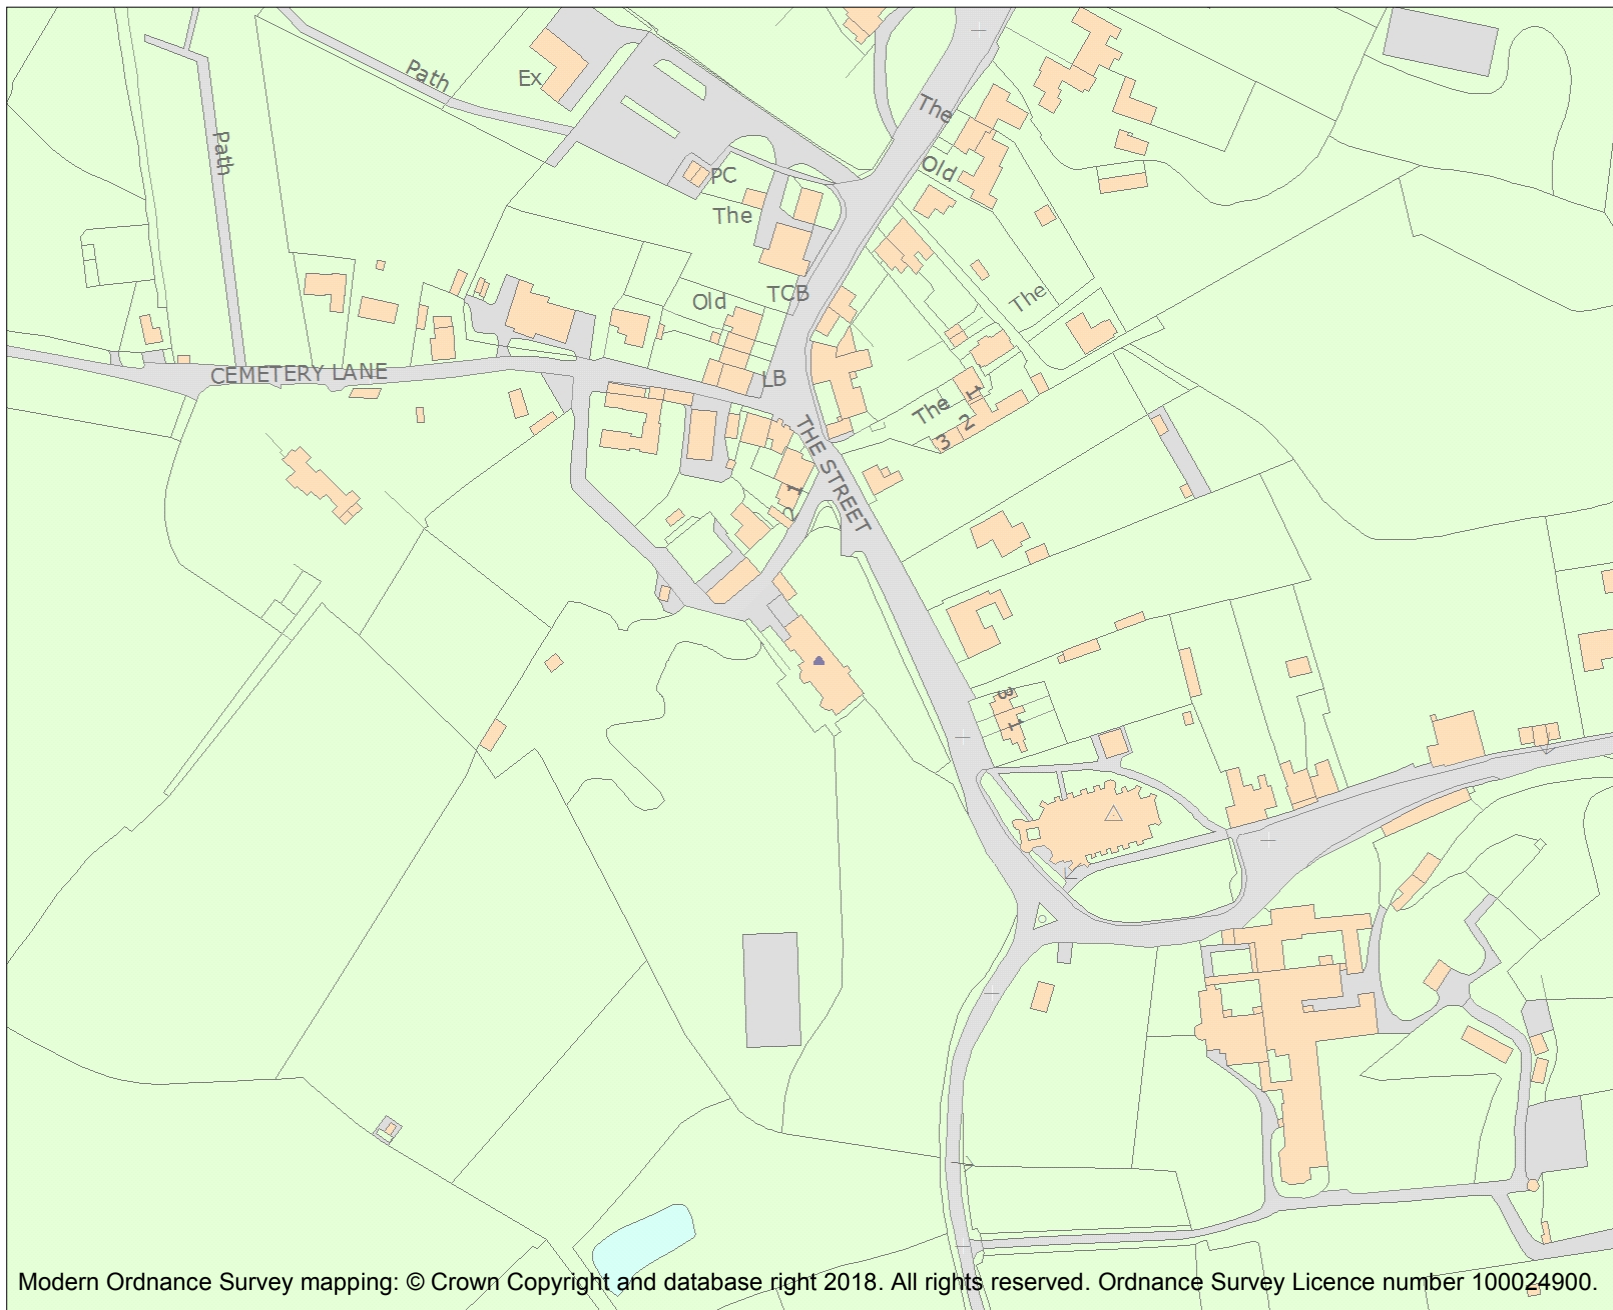 Path
Ex
Path
The
PC
Old
The
The
TCB
Old
CEMETERY LANE
LB
1
The
2
3
THE STREET
1
2
3
1
Modern Ordnance Survey mapping: © Crown Copyright and database right 2018. All rights reserved. Ordnance Survey Licence number 100024900.